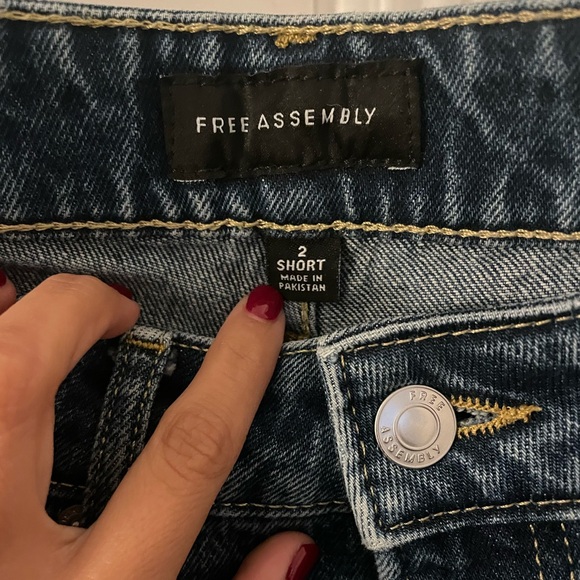 FREE ASSEMBLY
2
SHORT
MADE IN
PAKISTAN
FREE
ASSEMBLY